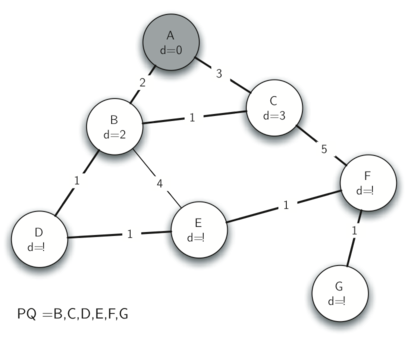 A
d=0
2
3
C
d=3
B
d=2
1
5
F
d=!
1
4
E
d=!
1
D
d=!
1
1
G
d=!
PQ =B,C,D,E,F,G